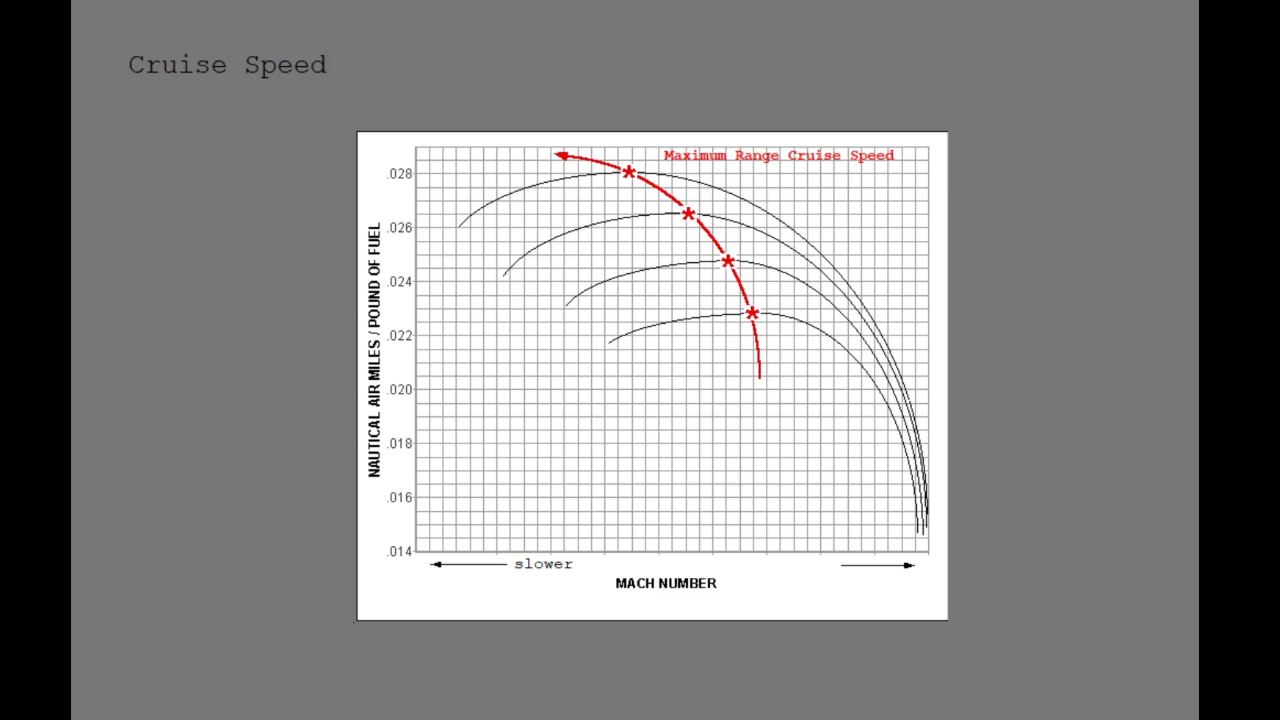 Cruise Speed
Maximum Range Cruise Speed
NAUTICAL AIR MILES / POUND OF FUEL
.028
.026
.024
.022
.020
.018
.016
.014
slower
MACH NUMBER